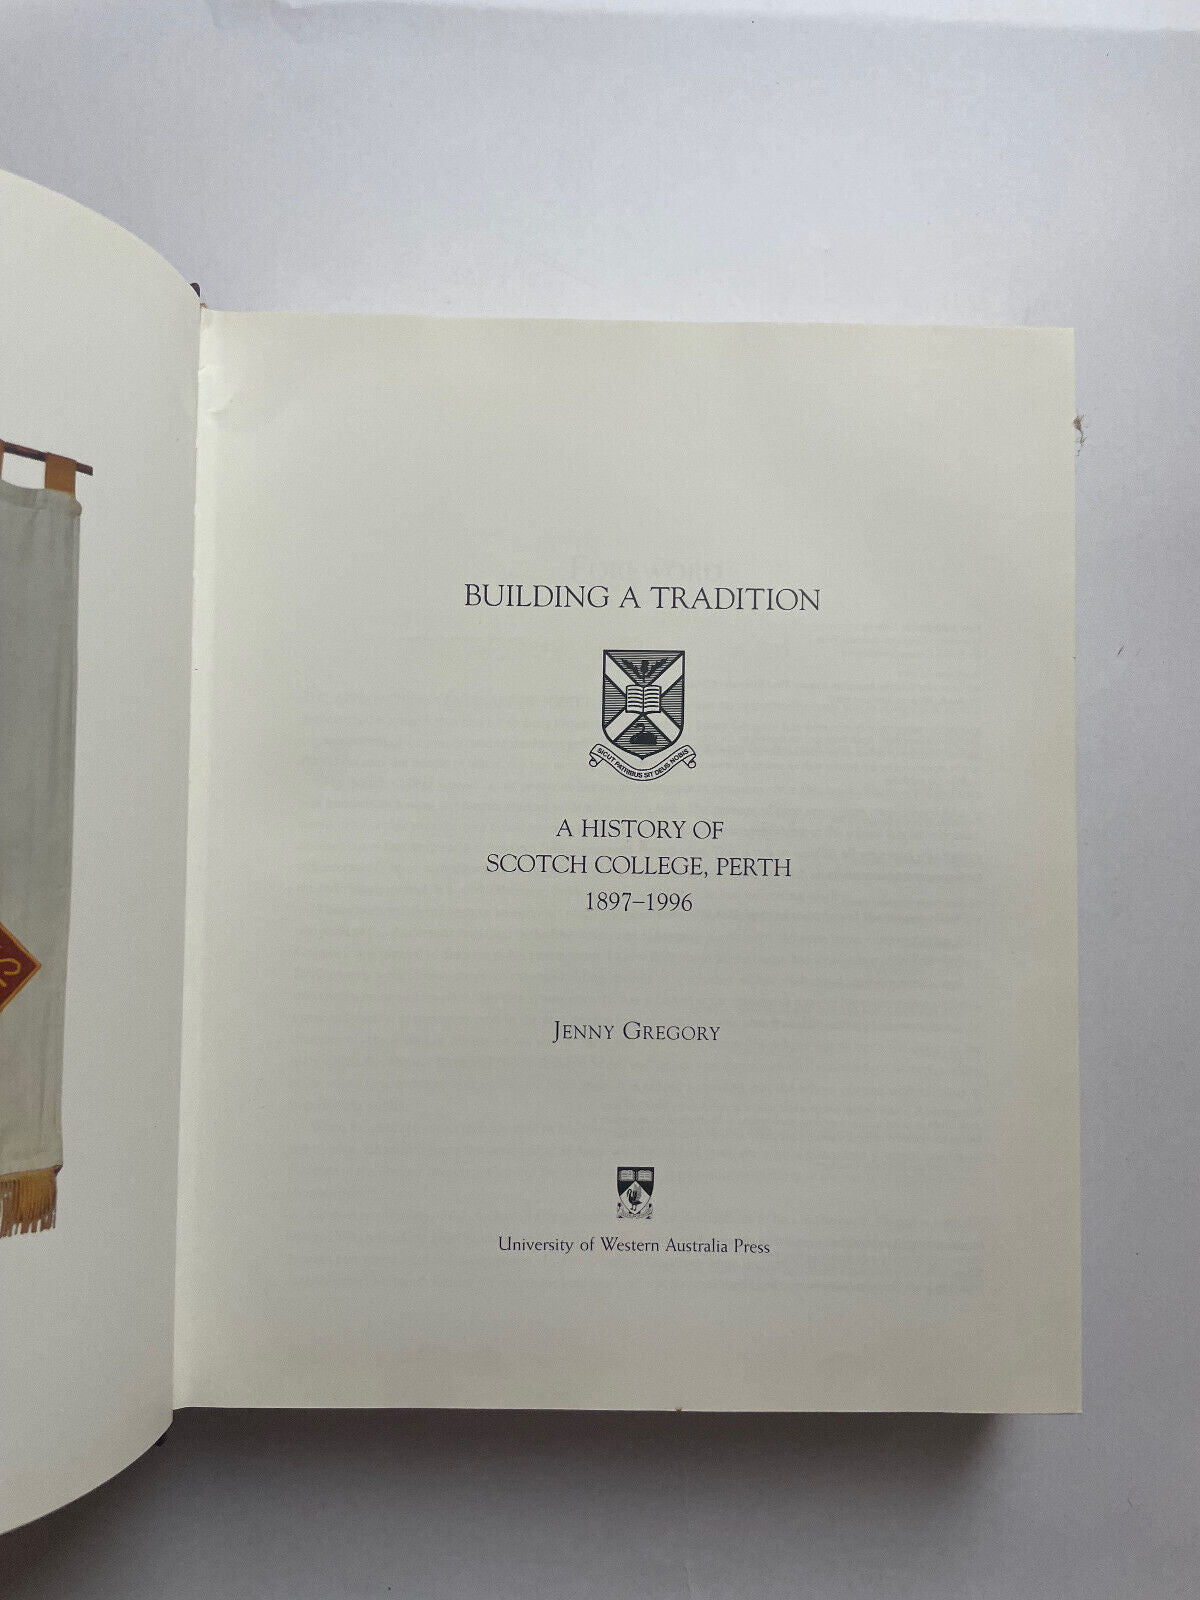 BUILDING A TRADITION
SICUT PATRIBUS SIT DEUS NOBIS
A HISTORY OF
SCOTCH COLLEGE, PERTH
1897–1996
JENNY GREGORY
University of Western Australia Press